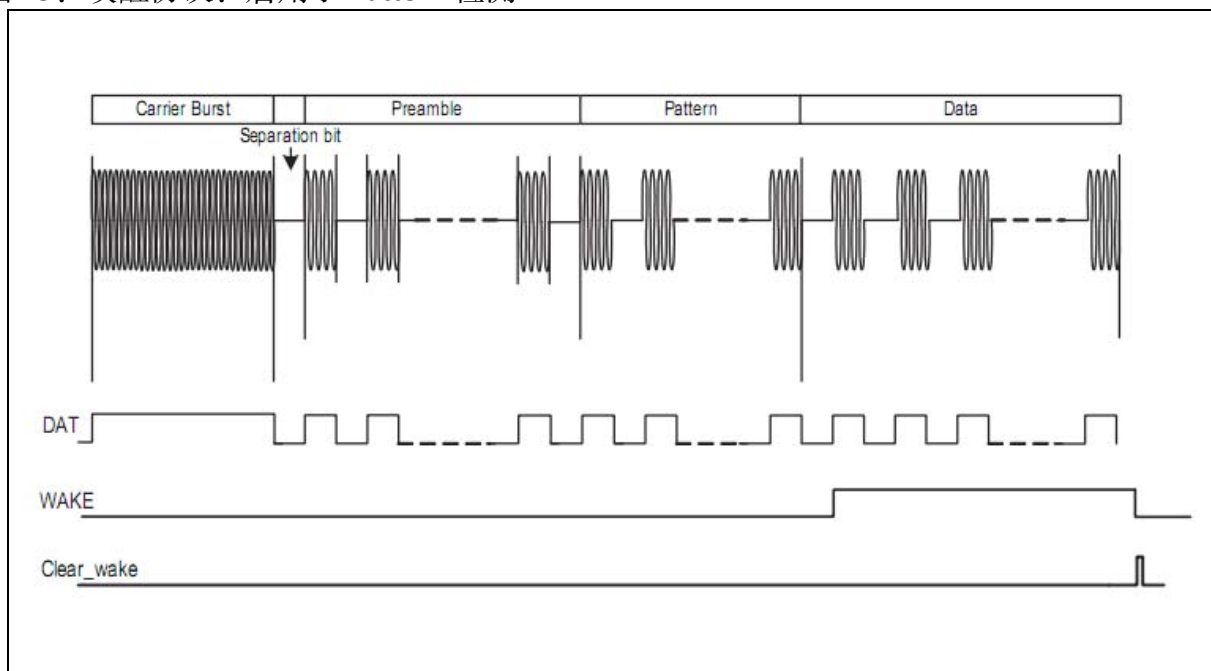 Carrier Burst
Preamble
Pattern
Data
Separation bit
DAT
WAKE
Clear_wake